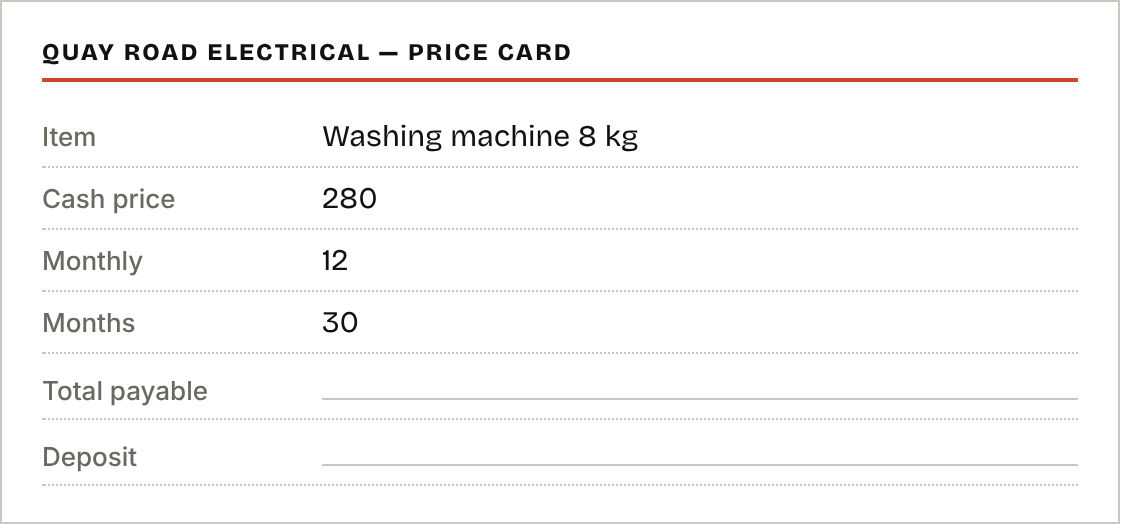 QUAY ROAD ELECTRICAL — PRICE CARD
Item Washing machine 8 kg
Cash price 280
Monthly 12
Months 30
Total payable
Deposit